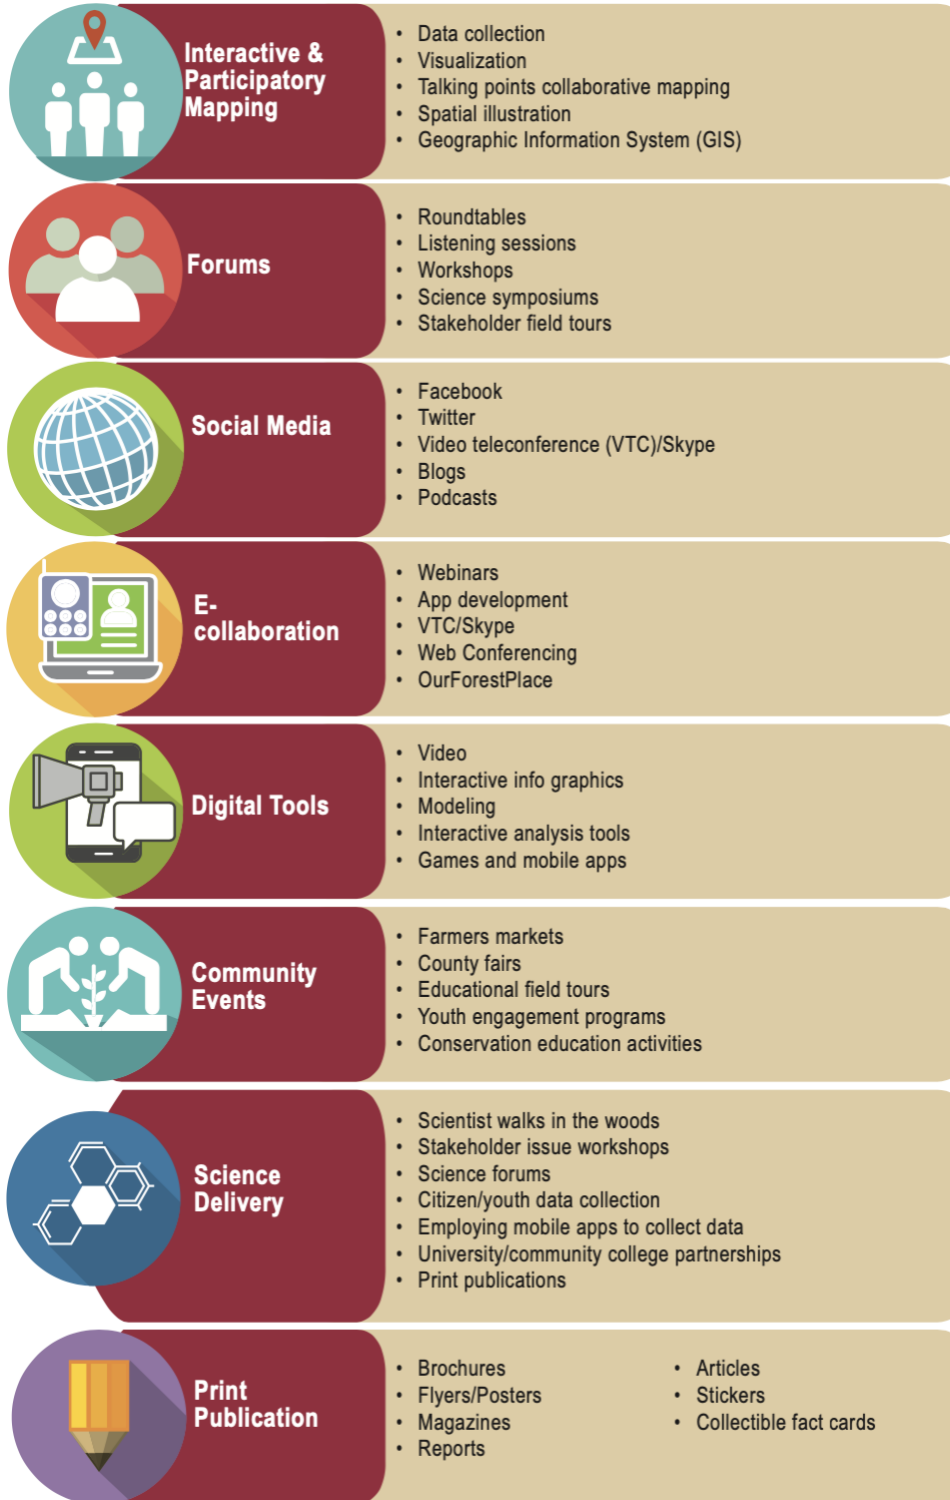 Interactive &
Participatory
Mapping
• Data collection
• Visualization
• Talking points collaborative mapping
• Spatial illustration
• Geographic Information System (GIS)
Forums
• Roundtables
• Listening sessions
• Workshops
• Science symposiums
• Stakeholder field tours
Social Media
• Facebook
• Twitter
• Video teleconference (VTC)/Skype
• Blogs
• Podcasts
E-
collaboration
• Webinars
• App development
• VTC/Skype
• Web Conferencing
• OurForestPlace
Digital Tools
• Video
• Interactive info graphics
• Modeling
• Interactive analysis tools
• Games and mobile apps
Community
Events
• Farmers markets
• County fairs
• Educational field tours
• Youth engagement programs
• Conservation education activities
Science
Delivery
• Scientist walks in the woods
• Stakeholder issue workshops
• Science forums
• Citizen/youth data collection
• Employing mobile apps to collect data
• University/community college partnerships
• Print publications
Print
Publication
• Brochures
• Flyers/Posters
• Magazines
• Reports
• Articles
• Stickers
• Collectible fact cards